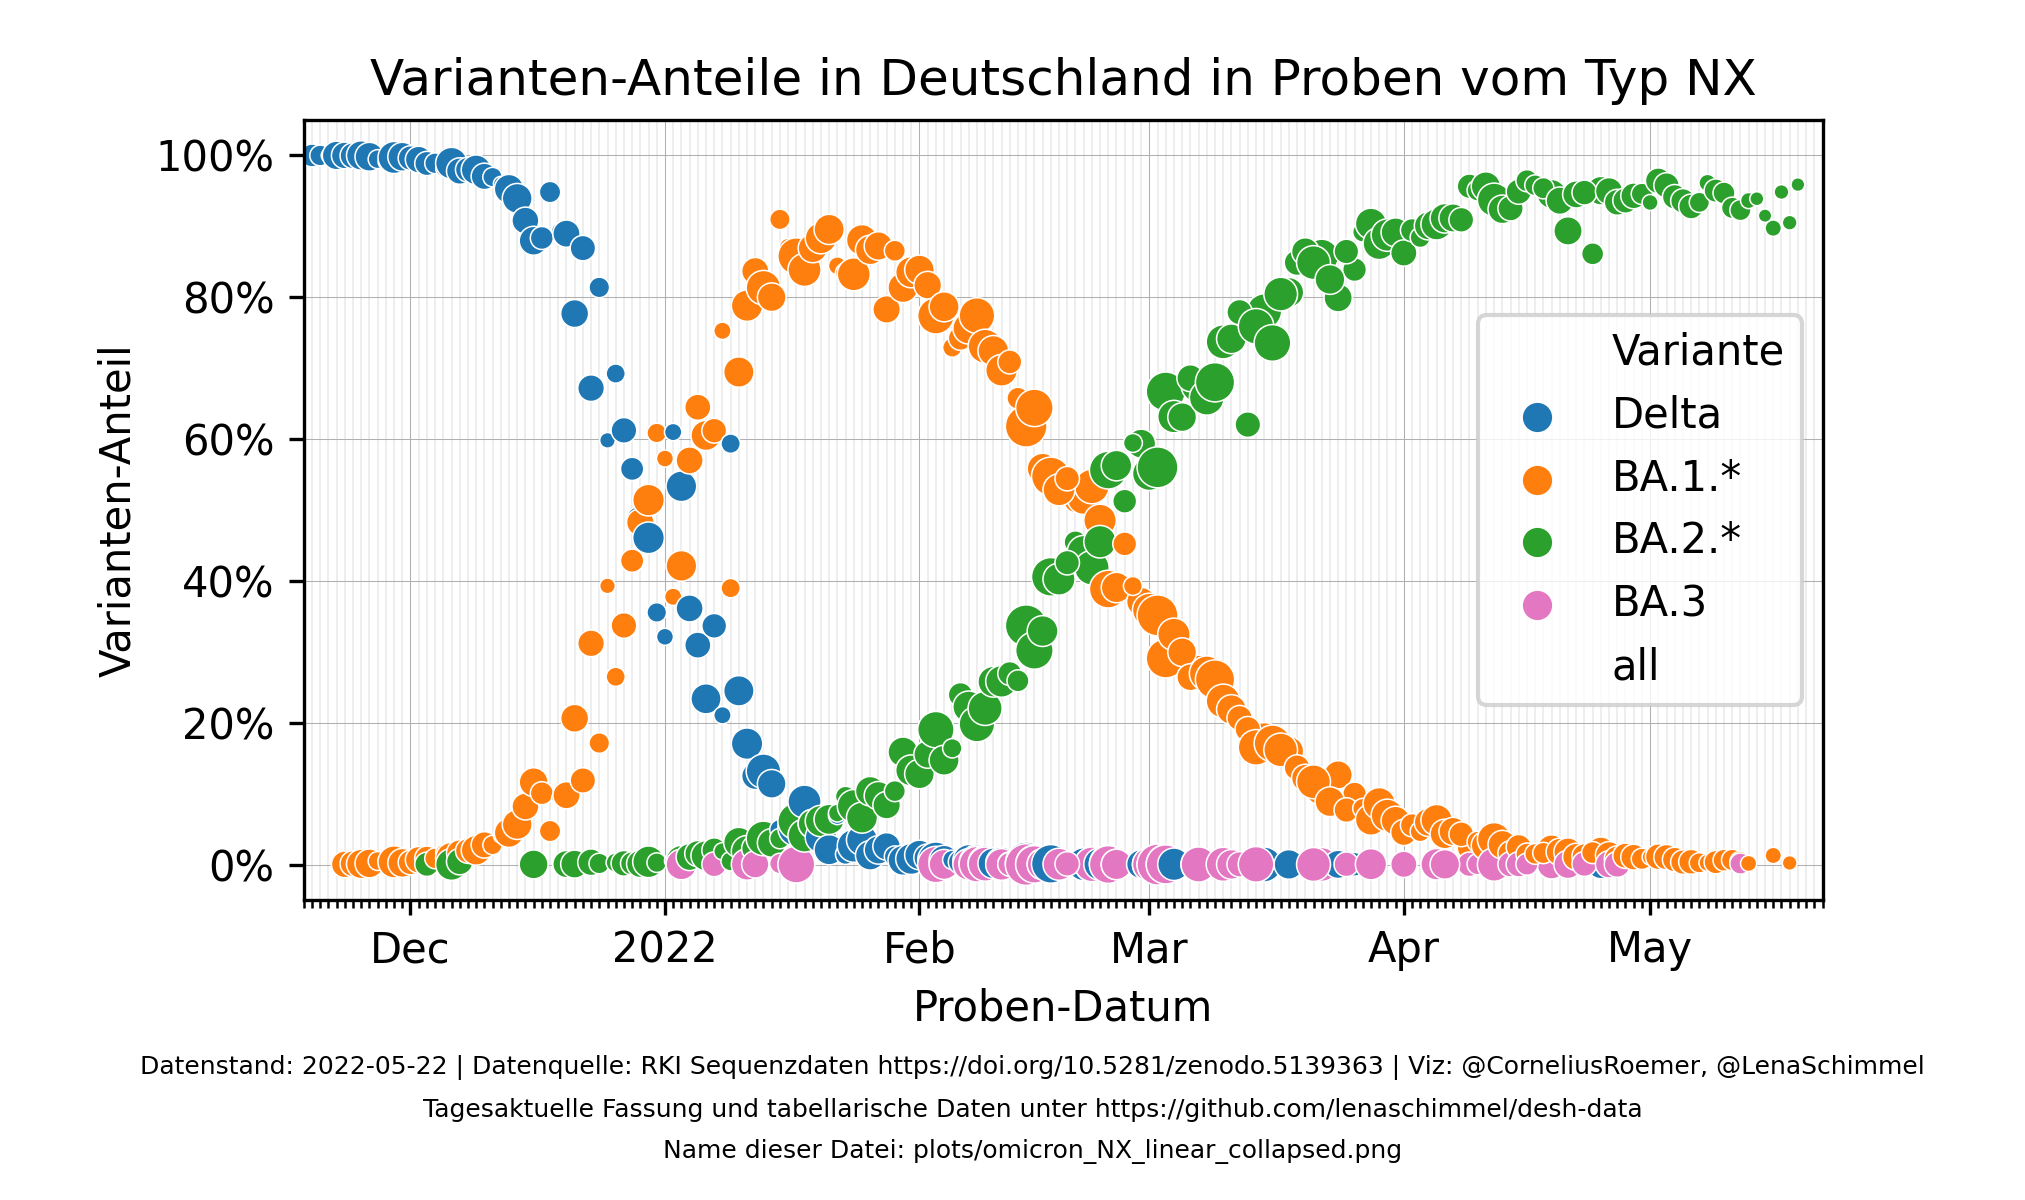 Varianten-Anteile in Deutschland in Proben vom Typ NX
Varianten-Anteil
100%
80%
60%
40%
20%
0%
Variante
Delta
BA.1.*
BA.2.*
BA.3
all
Dec 2022 Feb Mar Apr May
Proben-Datum
Datenstand: 2022-05-22 | Datenquelle: RKI Sequenzdaten https://doi.org/10.5281/zenodo.5139363 | Viz: @CorneliusRoemer, @LenaSchimmel
Tagesaktuelle Fassung und tabellarische Daten unter https://github.com/lenaschimmel/desh-data
Name dieser Datei: plots/omicron_NX_linear_collapsed.png